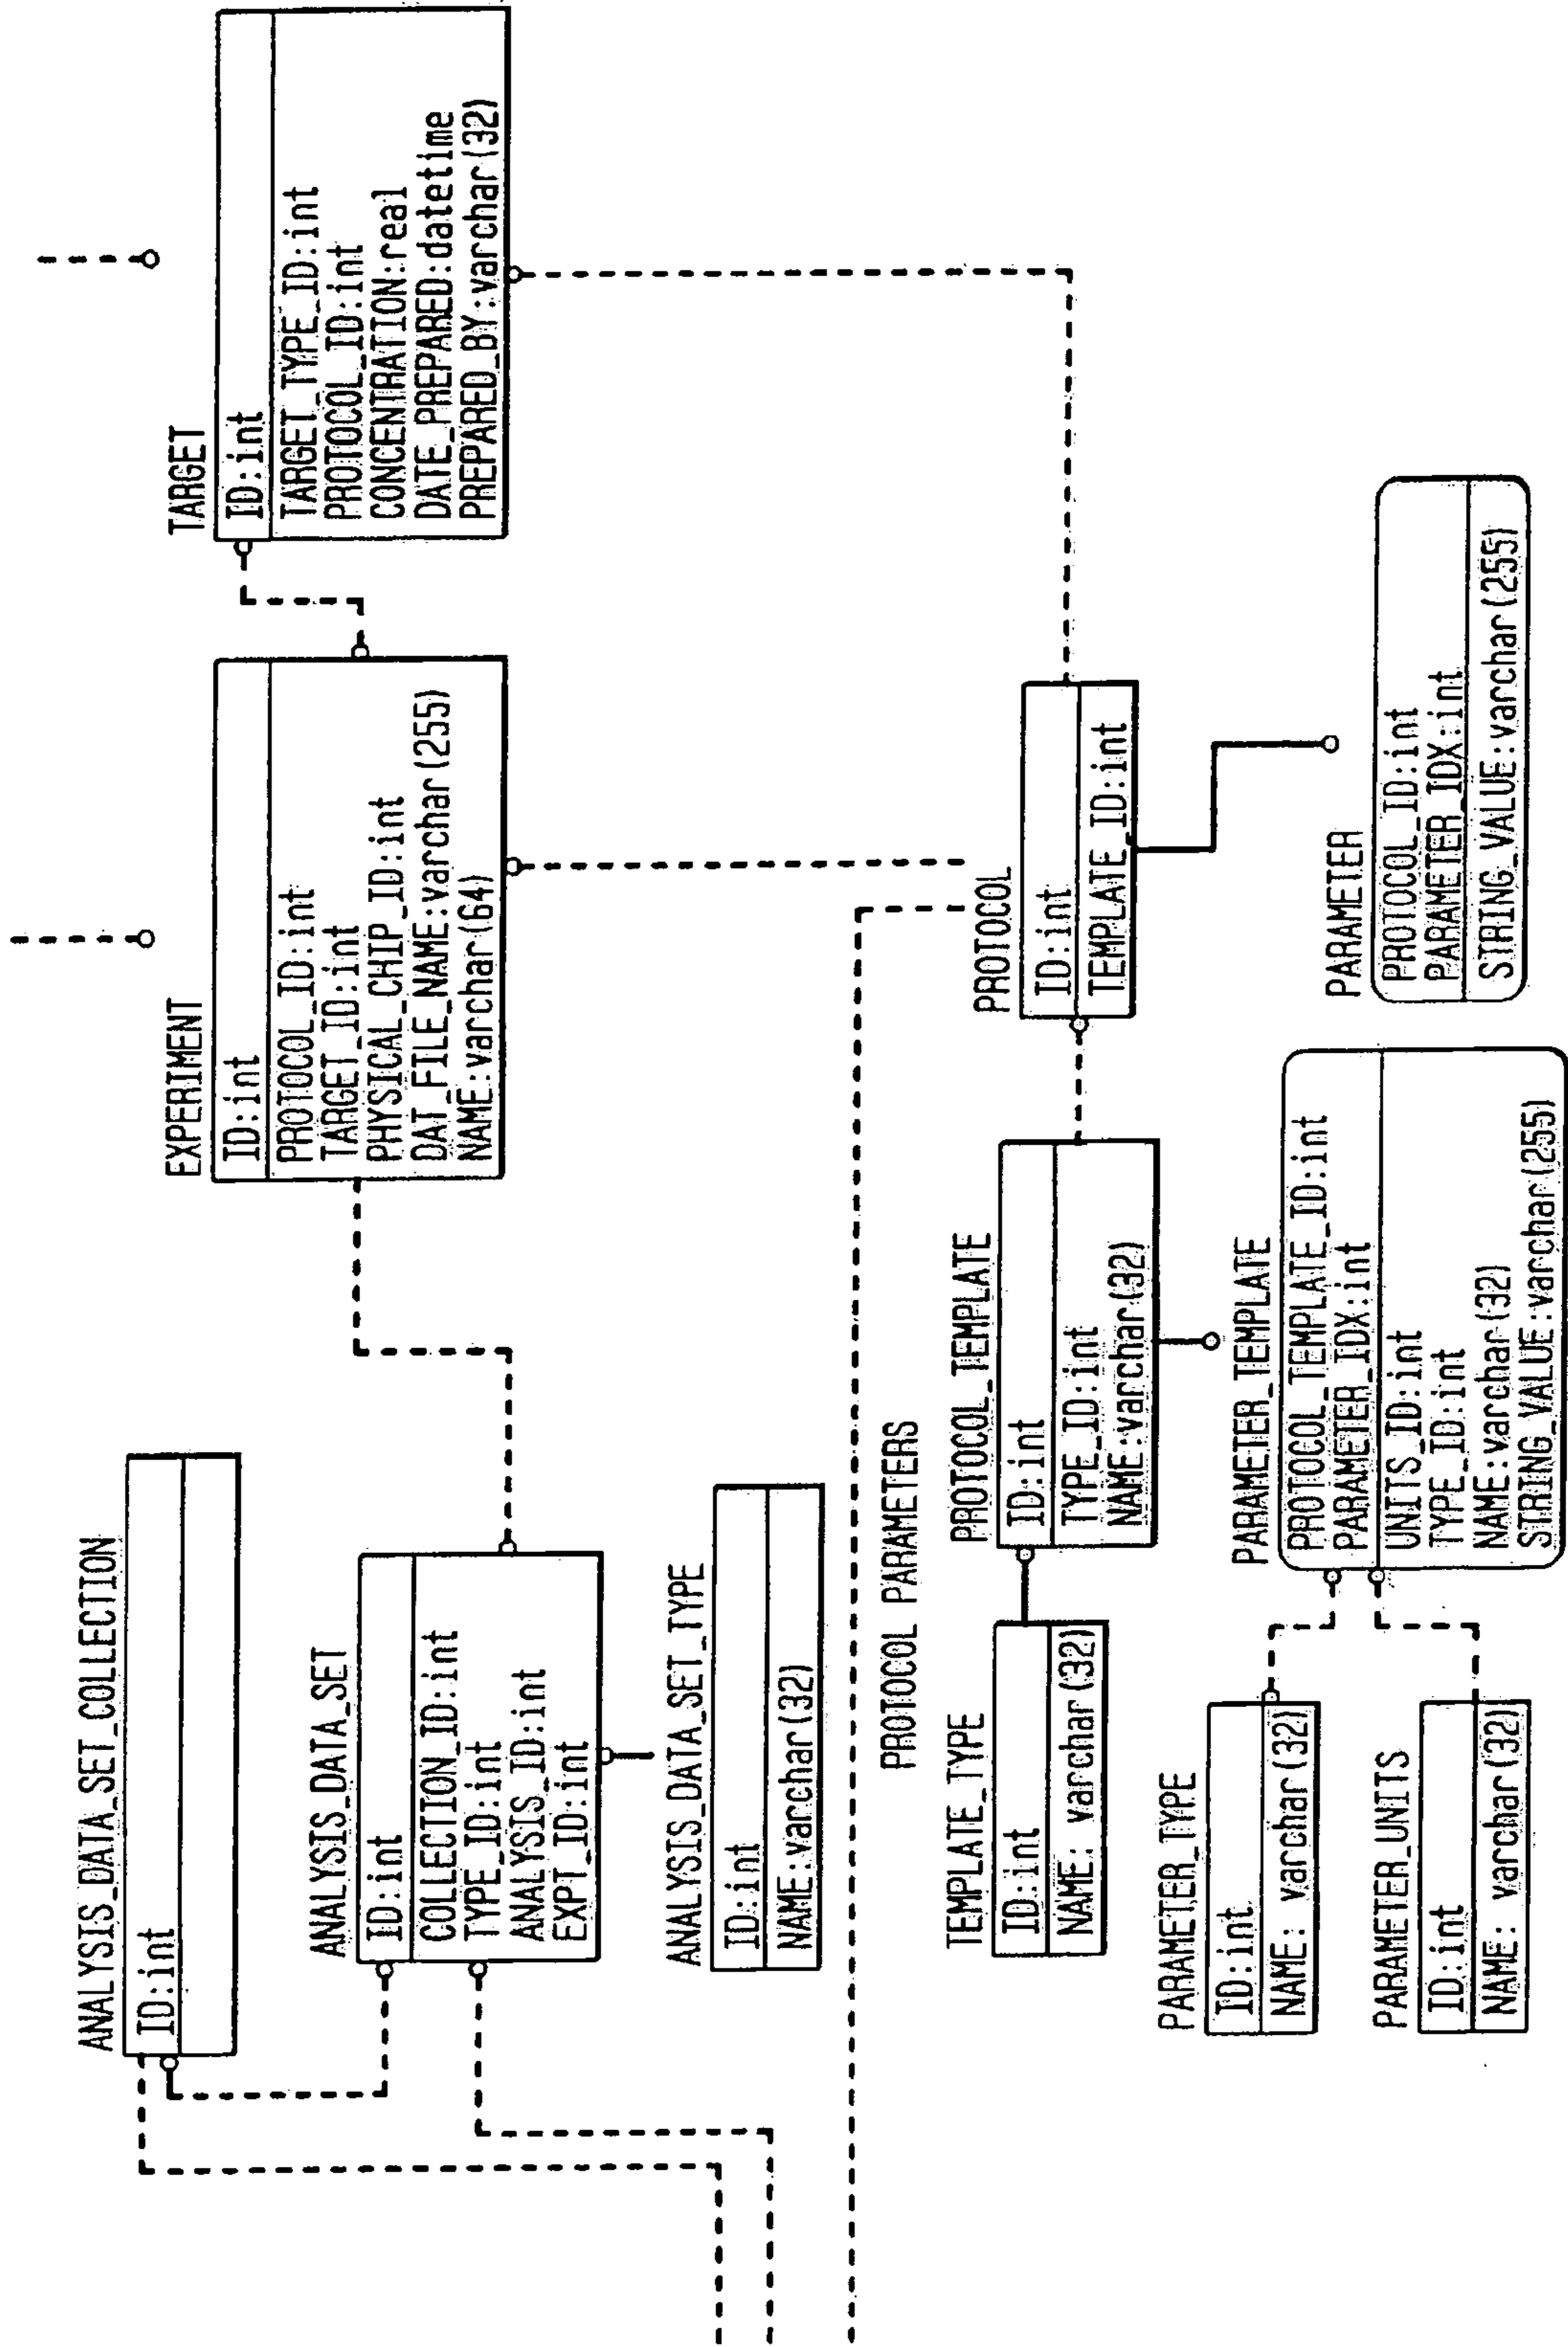 ANALYSIS_DATA_SET_COLLECTION
ID:int
ANALYSIS_DATA_SET
ID:int
COLLECTION_ID:int
TYPE_ID:int
ANALYSIS_ID:int
EXPT_ID:int
ANALYSIS_DATA_SET_TYPE
ID:int
NAME:varchar(32)
EXPERIMENT
ID:int
PROTOCOL_ID:int
TARGET_ID:int
PHYSICAL_CHIP_ID:int
DAT_FILE_NAME:varchar(255)
NAME:varchar(64)
TARGET
ID:int
TARGET_TYPE_ID:int
PROTOCOL_ID:int
CONCENTRATION:real
DATE_PREPARED:datetime
PREPARED_BY:varchar(32)
PROTOCOL PARAMETERS
TEMPLATE_TYPE
ID:int
NAME: varchar(32)
PROTOCOL_TEMPLATE
ID:int
TYPE_ID:int
NAME:varchar(32)
PROTOCOL
ID:int
TEMPLATE_ID:int
PARAMETER_TYPE
ID:int
NAME: varchar(32)
PARAMETER_UNITS
ID:int
NAME: varchar(32)
PARAMETER_TEMPLATE
PROTOCOL_TEMPLATE_ID:int
PARAMETER_IDX:int
UNITS_ID:int
TYPE_ID:int
NAME:varchar(32)
STRING_VALUE:varchar(255)
PARAMETER
PROTOCOL_ID:int
PARAMETER_IDX:int
STRING_VALUE:varchar(255)